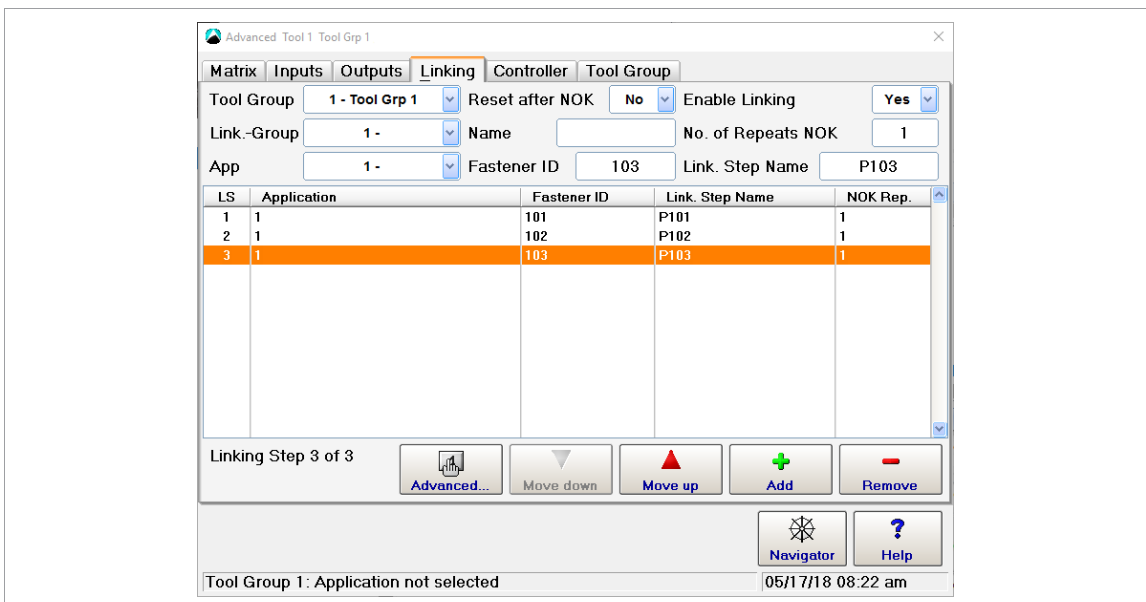 Advanced Tool 1 Tool Grp 1
Matrix Inputs Outputs Linking Controller Tool Group
Tool Group 1 - Tool Grp 1 Reset after NOK No Enable Linking Yes
Link.-Group 1 - Name No. of Repeats NOK 1
App 1 - Fastener ID 103 Link. Step Name P103
LS Application Fastener ID Link. Step Name NOK Rep.
1 1 101 P101 1
2 1 102 P102 1
3 1 103 P103 1
Linking Step 3 of 3
Advanced... Move down Move up Add Remove
Navigator Help
Tool Group 1: Application not selected 05/17/18 08:22 am